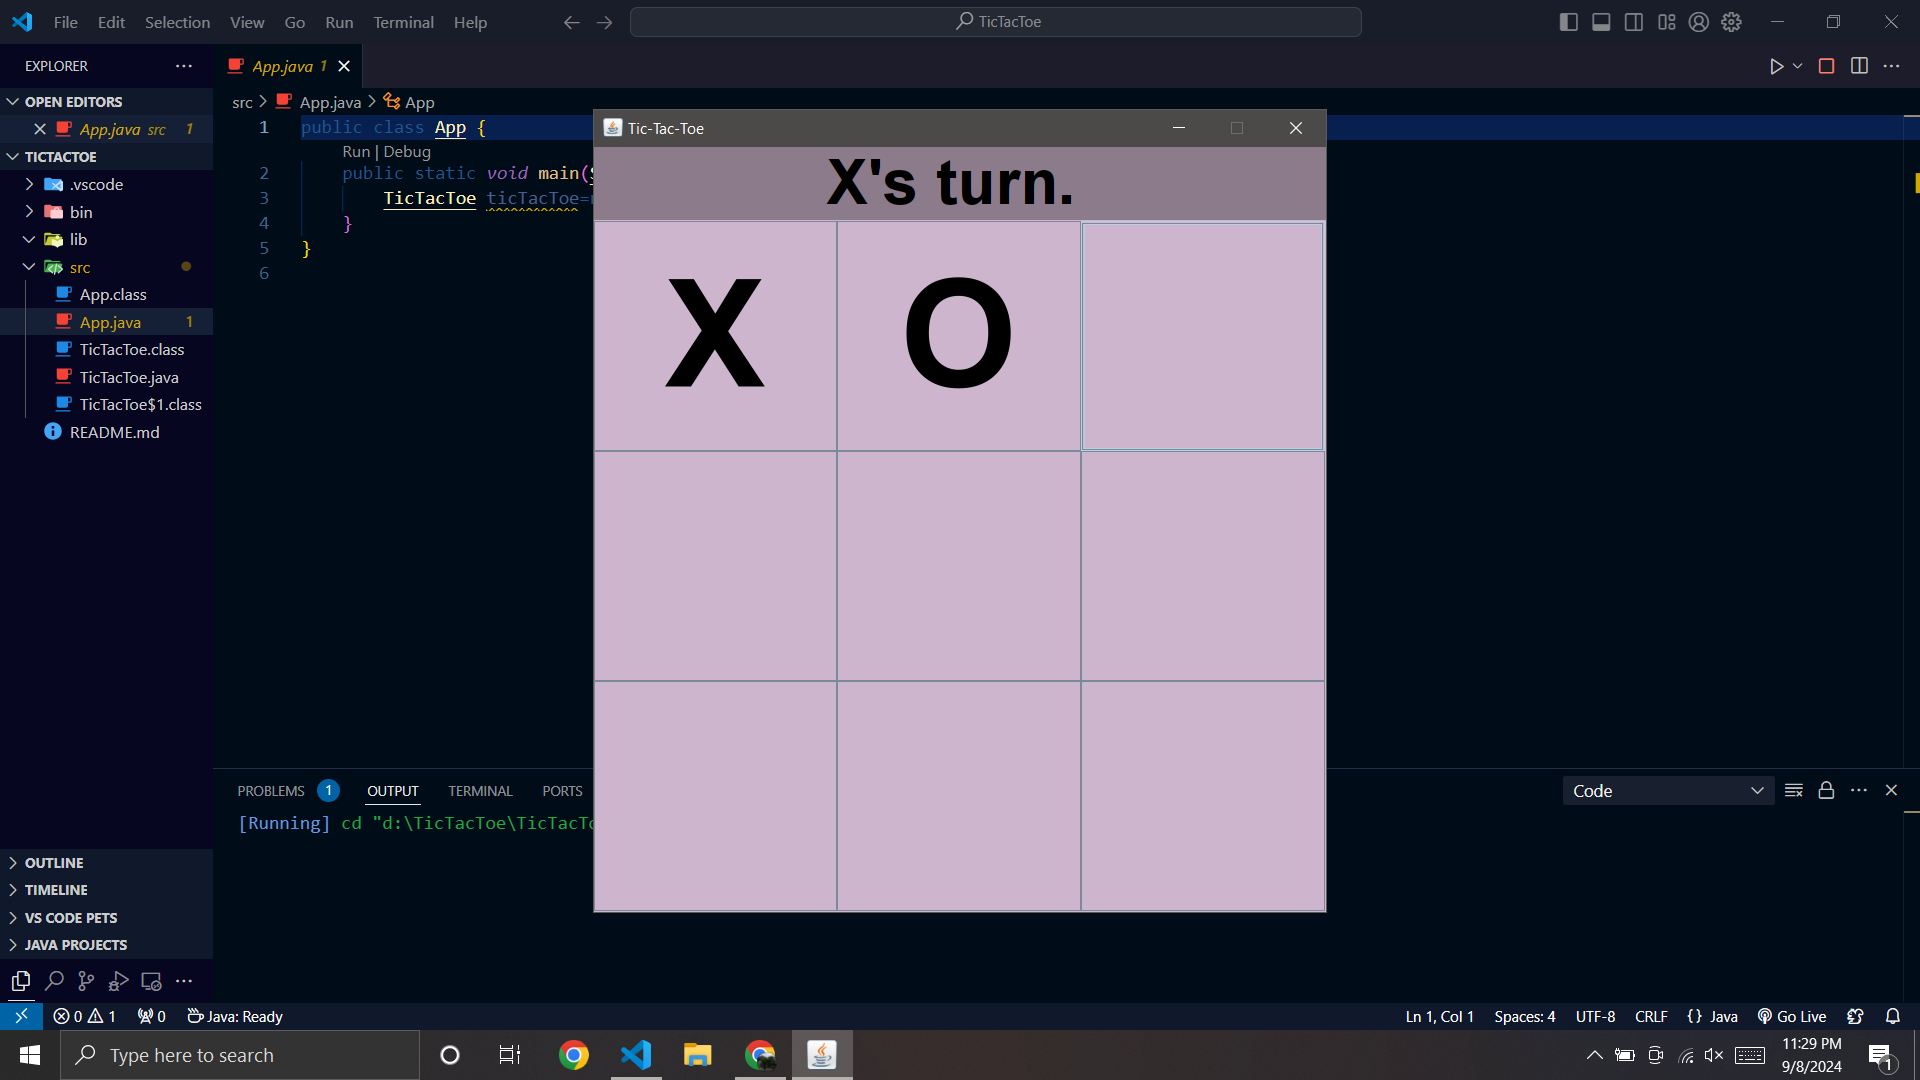 File Edit Selection View Go Run Terminal Help
TicTacToe
EXPLORER
App.java 1
OPEN EDITORS
App.java src 1
TICTACTOE
.vscode
bin
lib
src
App.class
App.java 1
TicTacToe.class
TicTacToe.java
TicTacToe$1.class
README.md
OUTLINE
TIMELINE
VS CODE PETS
JAVA PROJECTS
src > App.java > App
1 public class App {
Run | Debug
2 public static void main(
3 TicTacToe ticTacToe=
4 }
5 }
6
Tic-Tac-Toe
X's turn.
X O
PROBLEMS 1 OUTPUT TERMINAL PORTS
Code
[Running] cd "d:\TicTacToe\TicTacTo
0 1 0 Java: Ready
Ln 1, Col 1 Spaces: 4 UTF-8 CRLF {} Java Go Live
Type here to search
11:29 PM
9/8/2024
1